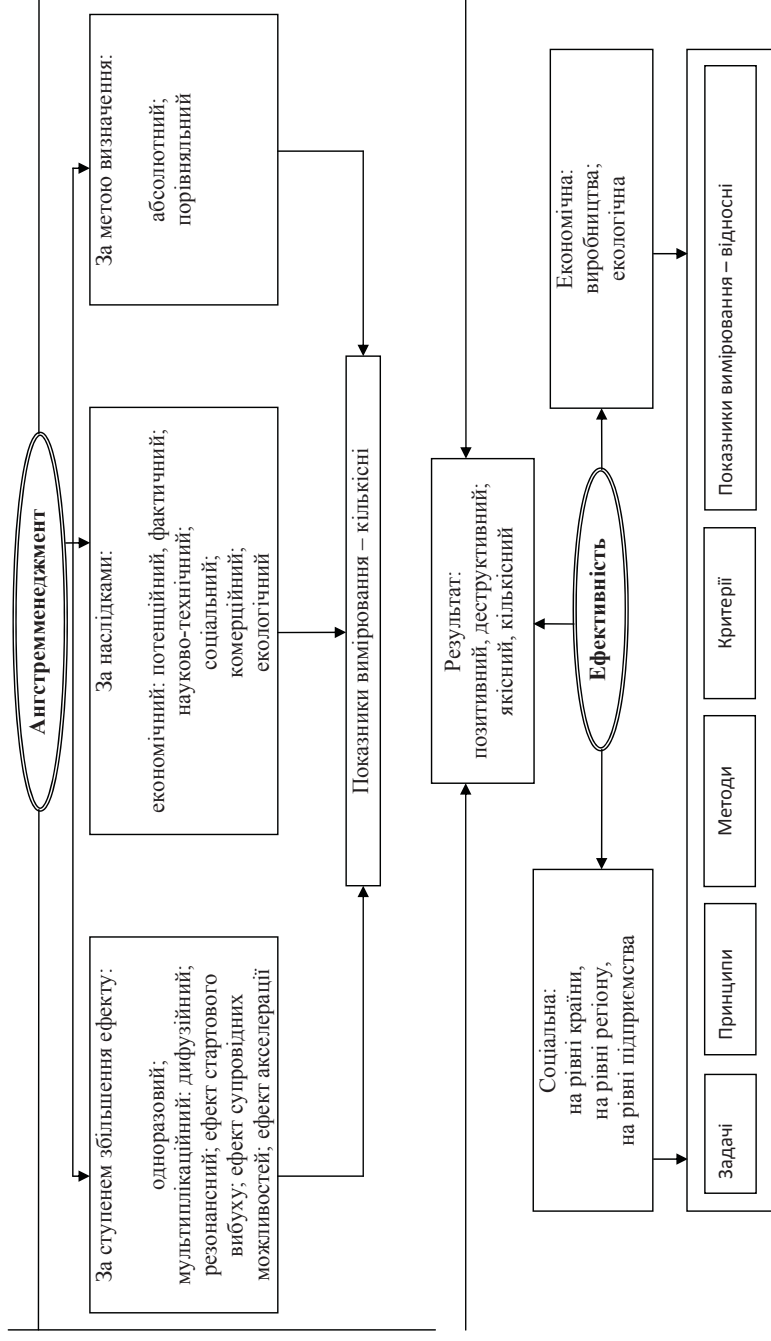 Ангстремменеджмент
За ступенем збільшення ефекту:
одноразовий;
мультиплікаційний: дифузійний;
резонансний; ефект стартового
вибуху; ефект супровідних
можливостей; ефект акселерації
За наслідками:
економічний: потенційний, фактичний;
науково-технічний;
соціальний;
комерційний;
екологічний
За метою визначення:
абсолютний;
порівняльний
Показники вимірювання – кількісні
Результат:
позитивний, деструктивний;
якісний, кількісний
Ефективність
Соціальна:
на рівні країни,
на рівні регіону,
на рівні підприємства
Економічна:
виробництва;
екологічна
Задачі
Принципи
Методи
Критерії
Показники вимірювання – відносні